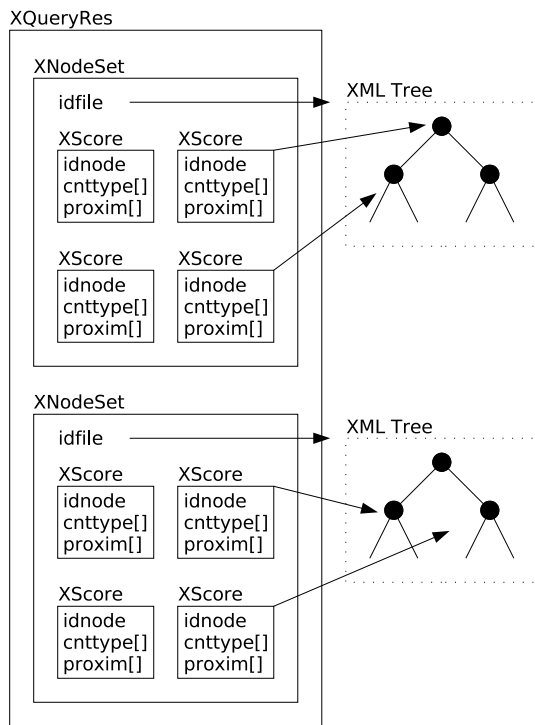 XQueryRes
XNodeSet
idfile
XML Tree
XScore
idnode
cnttype[]
proxim[]
XScore
idnode
cnttype[]
proxim[]
XScore
idnode
cnttype[]
proxim[]
XScore
idnode
cnttype[]
proxim[]
XNodeSet
idfile
XML Tree
XScore
idnode
cnttype[]
proxim[]
XScore
idnode
cnttype[]
proxim[]
XScore
idnode
cnttype[]
proxim[]
XScore
idnode
cnttype[]
proxim[]